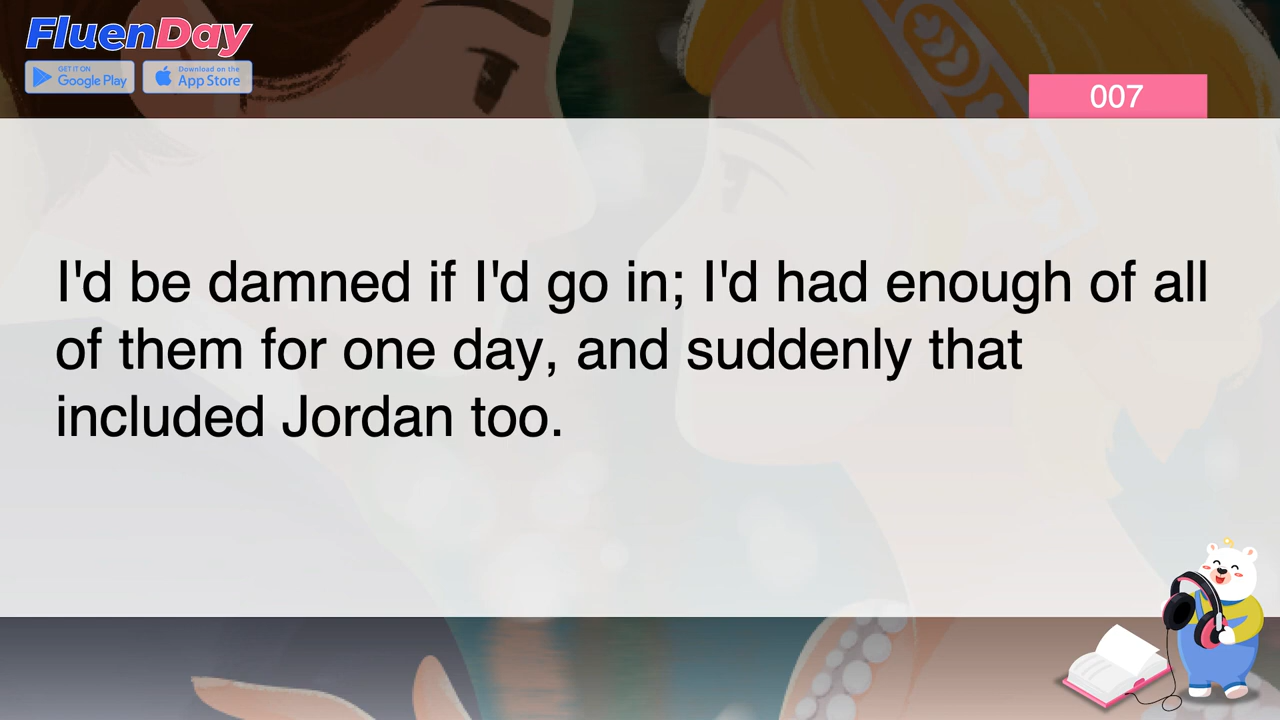 FluenDay
GET IT ON
Google Play
Download on the
App Store
007
I'd be damned if I'd go in; I'd had enough of all
of them for one day, and suddenly that
included Jordan too.